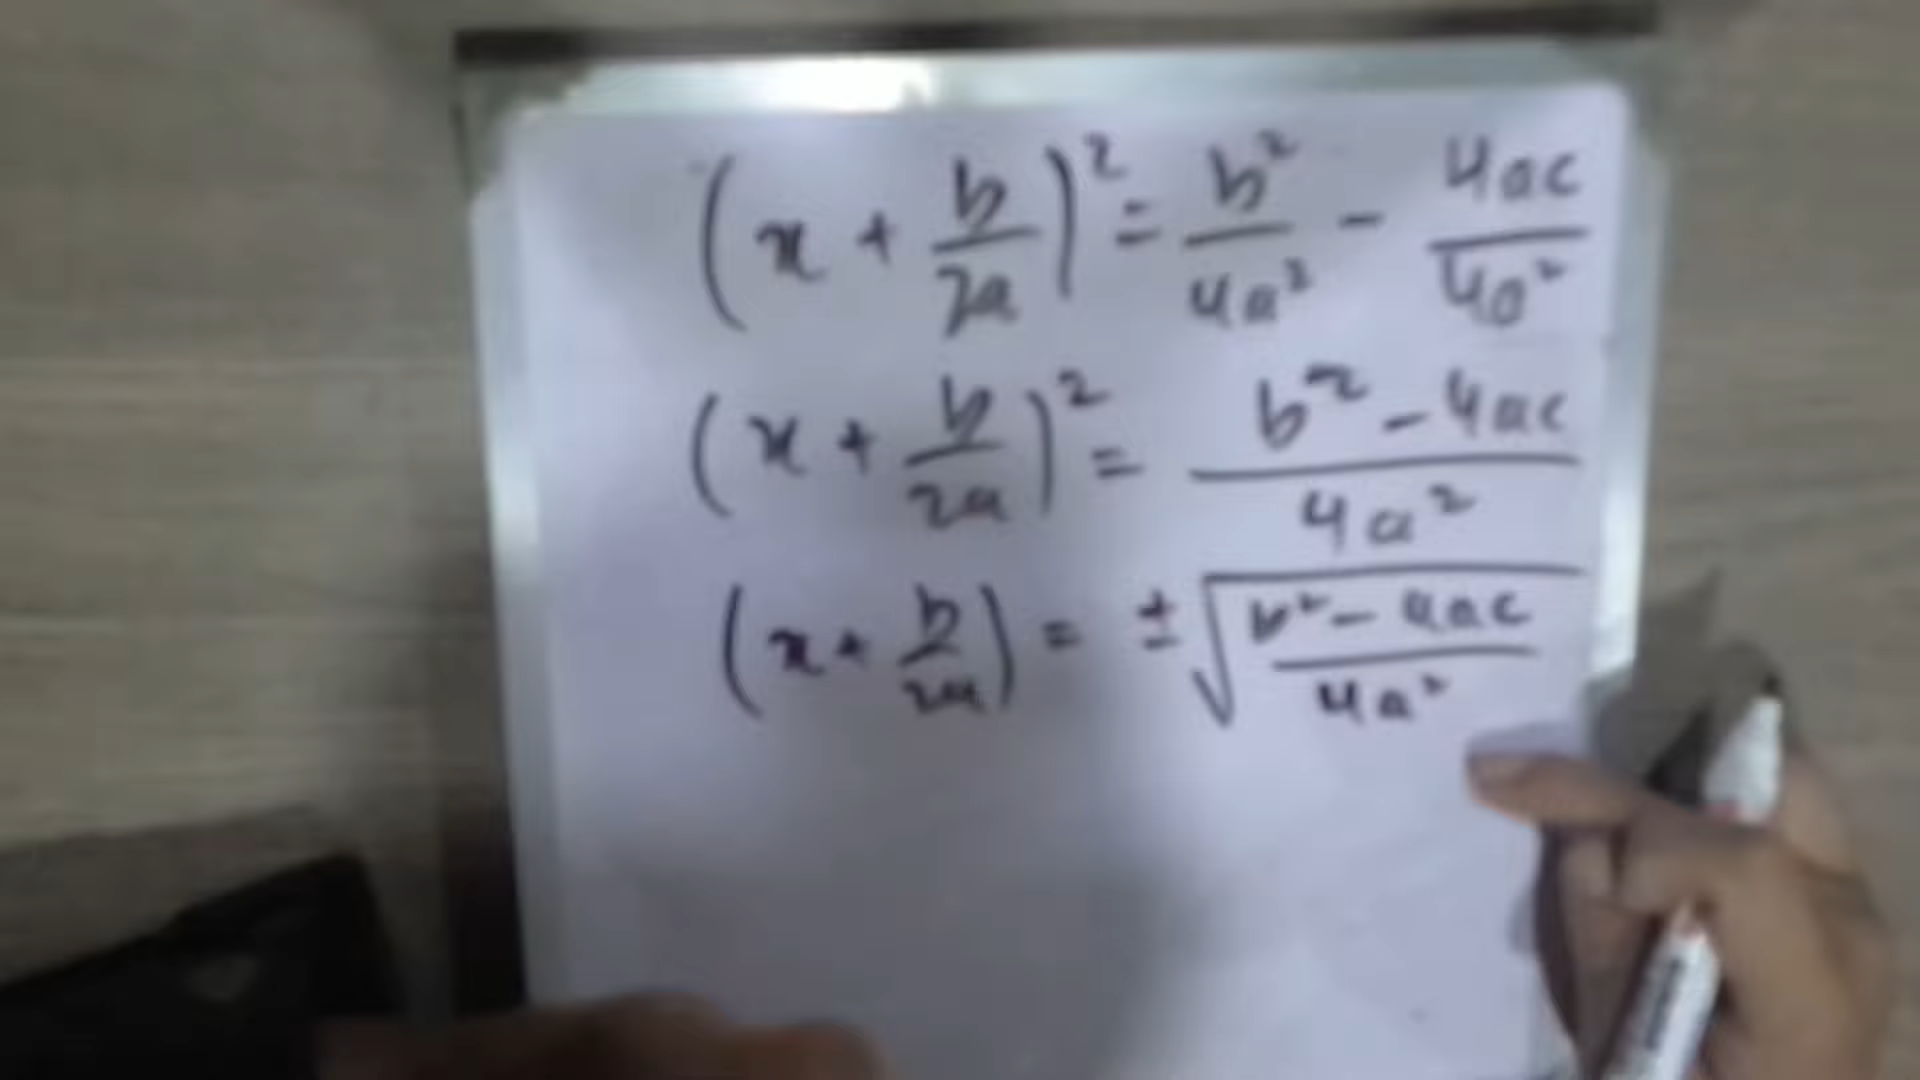 (x + b/2a)² = b²/4a² - 4ac/4a²
(x + b/2a)² = b² - 4ac/4a²
(x + b/2a) = ± √(b² - 4ac/4a²)